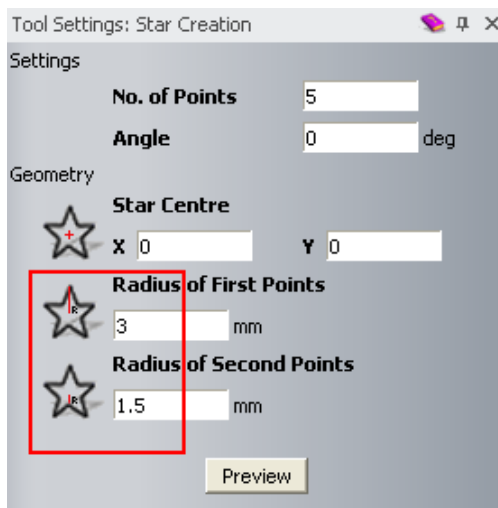 Tool Settings: Star Creation
Settings
No. of Points 5
Angle 0 deg
Geometry
Star Centre
X 0 Y 0
Radius of First Points
R
3 mm
Radius of Second Points
R
1.5 mm
Preview